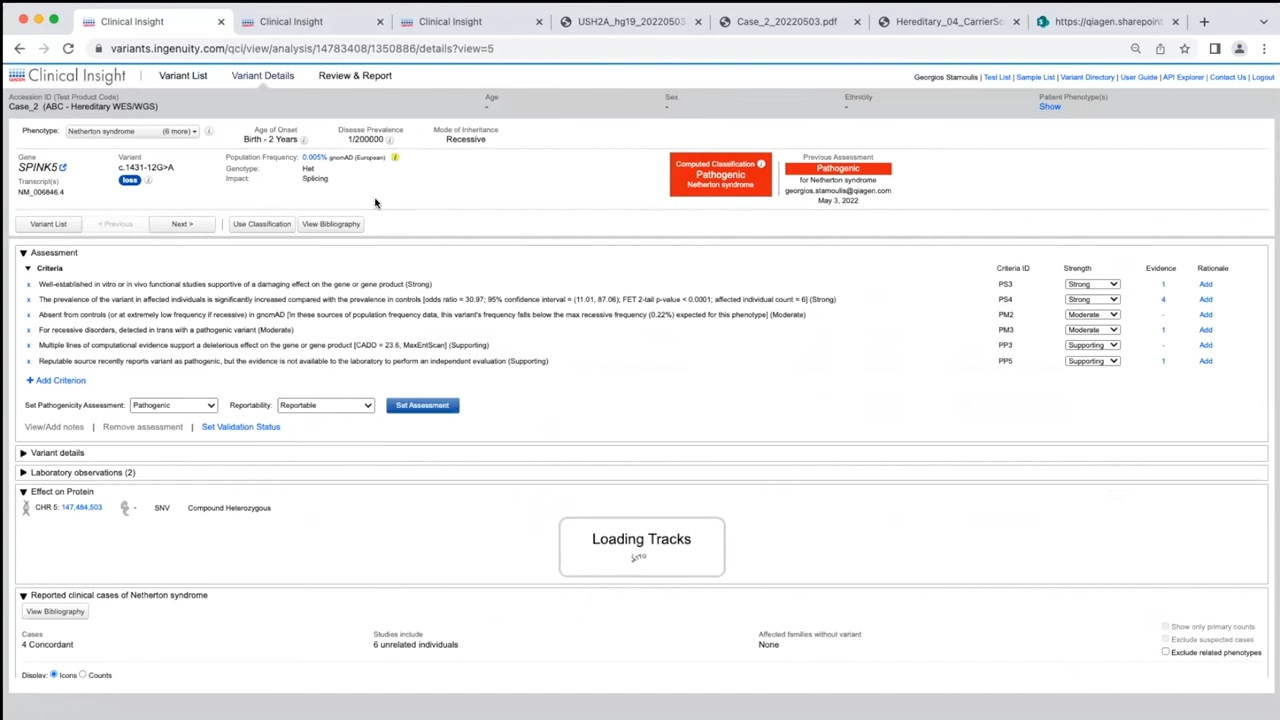 Clinical Insight
Clinical Insight
Clinical Insight
USH2A_hg19_20220503.
Case_2_20220503.pdf
Hereditary_04_CarrierSc
https://qiagen.sharepoint
variants.ingenuity.com/qci/view/analysis/14783408/1350886/details?view=5
QIAGEN Clinical Insight
Variant List
Variant Details
Review & Report
Georgios Stamoulis | Test List | Sample List | Variant Directory | User Guide | API Explorer | Contact Us | Logout
Accession ID (Test Product Code)
Age
Sex
Ethnicity
Patient Phenotype(s)
Case_2 (ABC - Hereditary WES/WGS)
-
-
-
Show
Phenotype: Netherton syndrome (6 more)
Age of Onset
Disease Prevalence
Mode of Inheritance
Birth - 2 Years
1/200000
Recessive
Gene
SPINK5
Transcript(s)
NM_006846.4
Variant
c.1431-12G>A
loss
Population Frequency: 0.005% gnomAD (European)
Genotype: Het
Impact: Splicing
Computed Classification
Pathogenic
Netherton syndrome
Previous Assessment
Pathogenic
for Netherton syndrome
georgios.stamoulis@qiagen.com
May 3, 2022
Variant List
< Previous
Next >
Use Classification
View Bibliography
Assessment
Criteria
Criteria ID
Strength
Evidence
Rationale
x Well-established in vitro or in vivo functional studies supportive of a damaging effect on the gene or gene product (Strong) PS3 Strong 1 Add
x The prevalence of the variant in affected individuals is significantly increased compared with the prevalence in controls [odds ratio = 30.97; 95% confidence interval = (11.01, 87.06); FET 2-tail p-value < 0.0001; affected individual count = 6] (Strong) PS4 Strong 4 Add
x Absent from controls (or at extremely low frequency if recessive) in gnomAD [In these sources of population frequency data, this variant's frequency falls below the max recessive frequency (0.22%) expected for this phenotype] (Moderate) PM2 Moderate - Add
x For recessive disorders, detected in trans with a pathogenic variant (Moderate) PM3 Moderate 1 Add
x Multiple lines of computational evidence support a deleterious effect on the gene or gene product [CADD = 23.6, MaxEntScan] (Supporting) PP3 Supporting - Add
x Reputable source recently reports variant as pathogenic, but the evidence is not available to the laboratory to perform an independent evaluation (Supporting) PP5 Supporting 1 Add
+ Add Criterion
Set Pathogenicity Assessment: Pathogenic Reportability: Reportable Set Assessment
View/Add notes | Remove assessment | Set Validation Status
Variant details
Laboratory observations (2)
Effect on Protein
CHR 5: 147,484,503 - SNV Compound Heterozygous
Loading Tracks
Reported clinical cases of Netherton syndrome
View Bibliography
Cases
4 Concordant
Studies include
6 unrelated individuals
Affected families without variant
None
Show only primary counts
Exclude suspected cases
Exclude related phenotypes
Display: Icons Counts